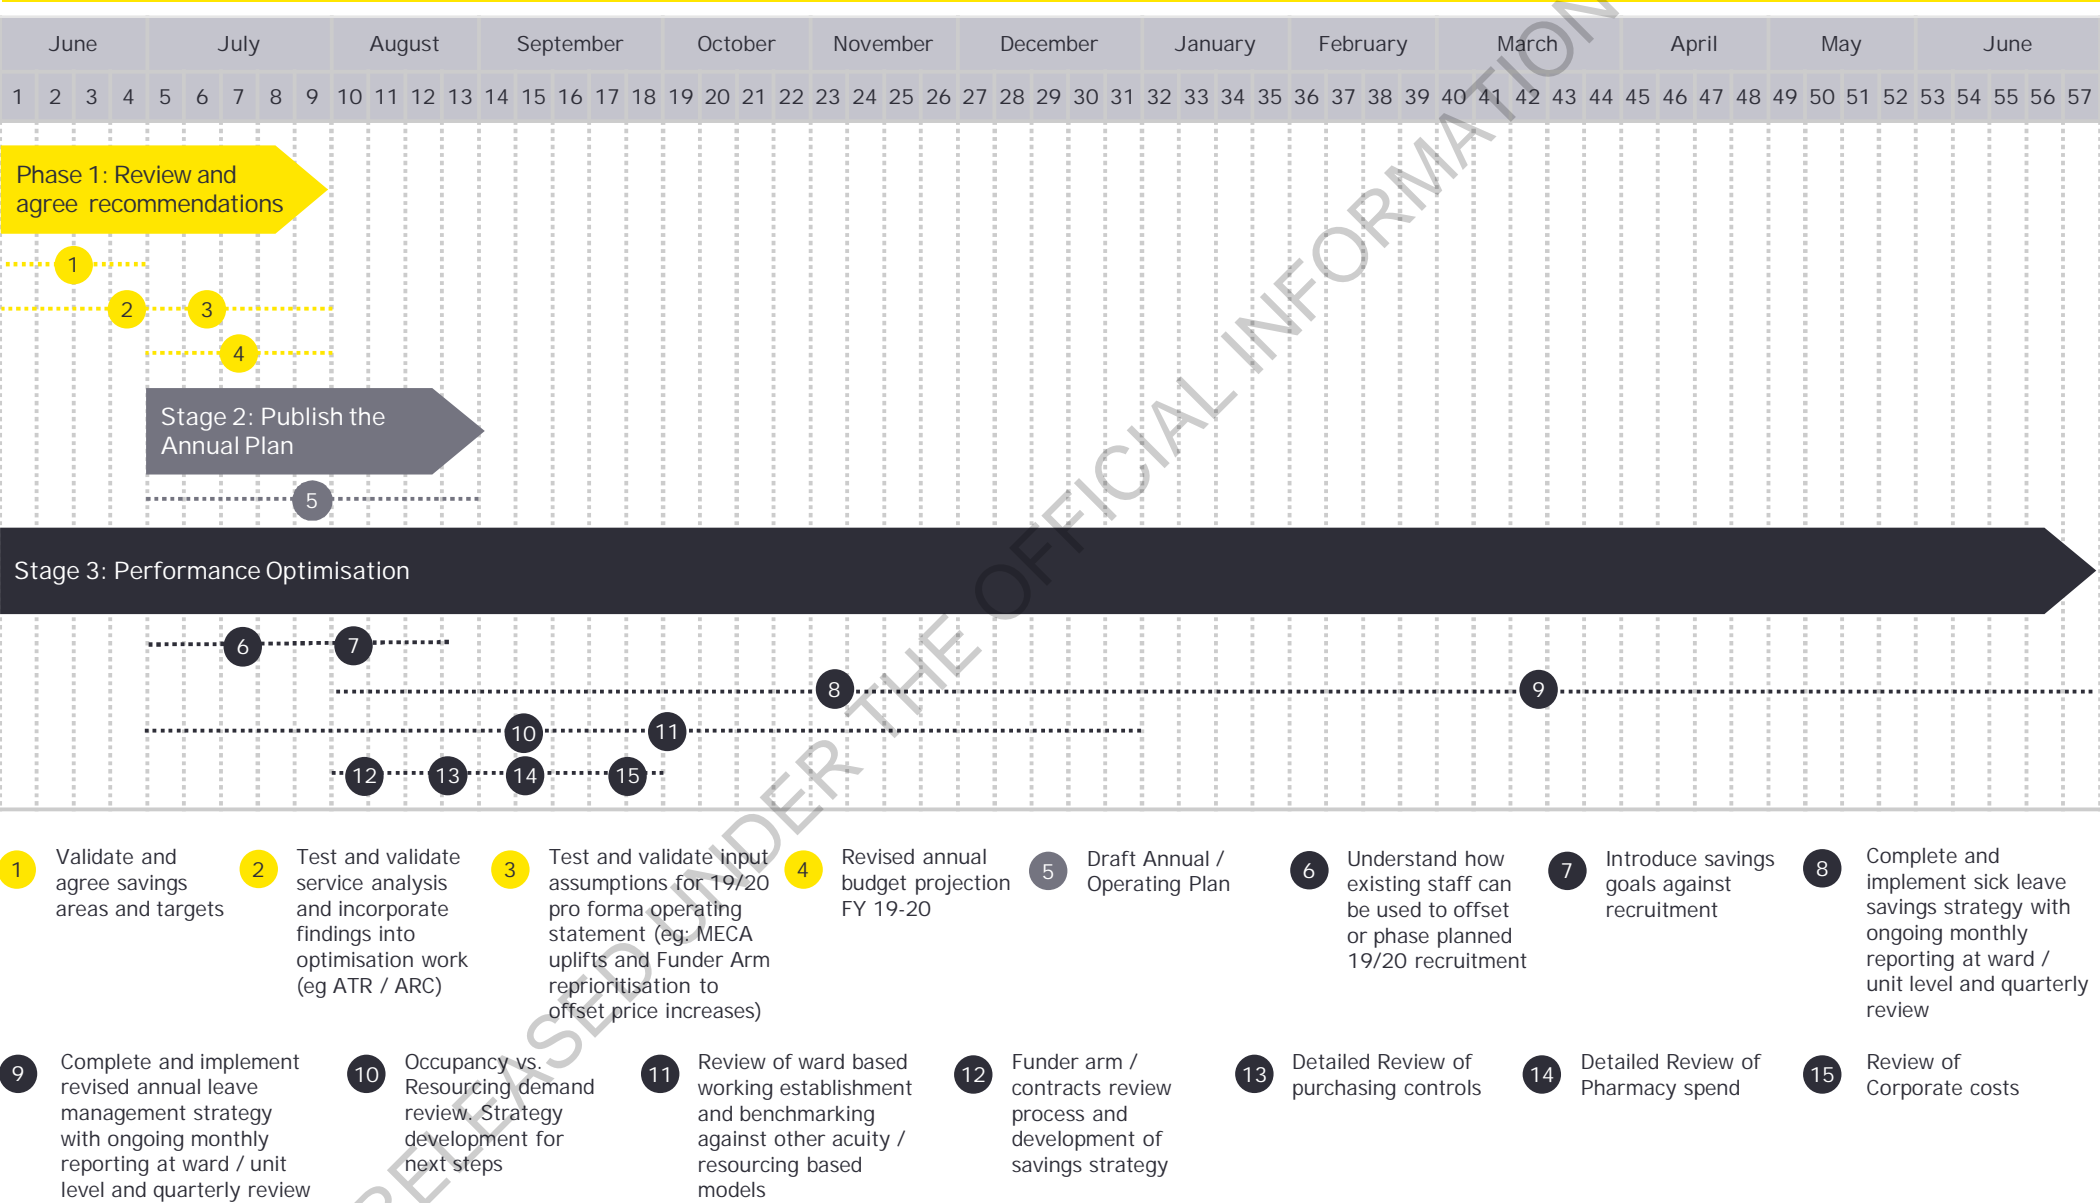 June July August September October November December January February March April May June
1 2 3 4 5 6 7 8 9 10 11 12 13 14 15 16 17 18 19 20 21 22 23 24 25 26 27 28 29 30 31 32 33 34 35 36 37 38 39 40 41 42 43 44 45 46 47 48 49 50 51 52 53 54 55 56 57
Phase 1: Review and
agree recommendations
1
2 3
4
Stage 2: Publish the
Annual Plan
5
Stage 3: Performance Optimisation
6 7
8 9
10 11
12 13 14 15
1
Validate and
agree savings
areas and targets
2
Test and validate
service analysis
and incorporate
findings into
optimisation work
(eg ATR / ARC)
3
Test and validate input
assumptions for 19/20
pro forma operating
statement (eg: MECA
uplifts and Funder Arm
reprioritisation to
offset price increases)
4
Revised annual
budget projection
FY 19-20
5
Draft Annual /
Operating Plan
6
Understand how
existing staff can
be used to offset
or phase planned
19/20 recruitment
7
Introduce savings
goals against
recruitment
8
Complete and
implement sick leave
savings strategy with
ongoing monthly
reporting at ward /
unit level and quarterly
review
9
Complete and implement
revised annual leave
management strategy
with ongoing monthly
reporting at ward / unit
level and quarterly review
10
Occupancy vs.
Resourcing demand
review. Strategy
development for
next steps
11
Review of ward based
working establishment
and benchmarking
against other acuity /
resourcing based
models
12
Funder arm /
contracts review
process and
development of
savings strategy
13
Detailed Review of
purchasing controls
14
Detailed Review of
Pharmacy spend
15
Review of
Corporate costs
RELEASED UNDER THE OFFICIAL INFORMATION